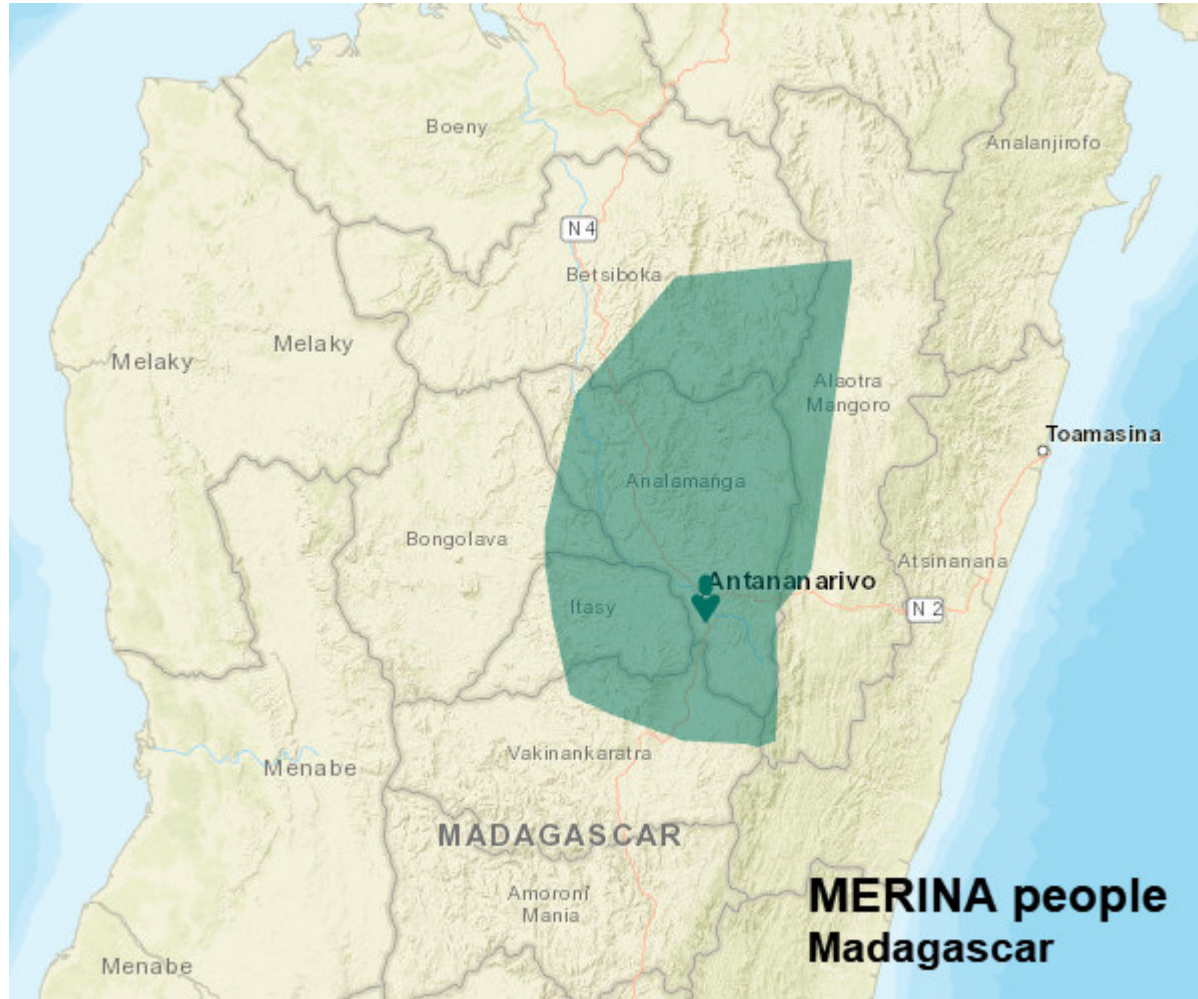 Boeny
Analanjirofo
N 4
Betsiboka
Melaky
Melaky
Alaotra
Mangoro
Toamasina
Analamanga
Bongolava
Atsinanana
Antananarivo
Itasy
N 2
Vakinankaratra
Menabe
MADAGASCAR
Amoroni
Mania
MERINA people
Madagascar
Menabe